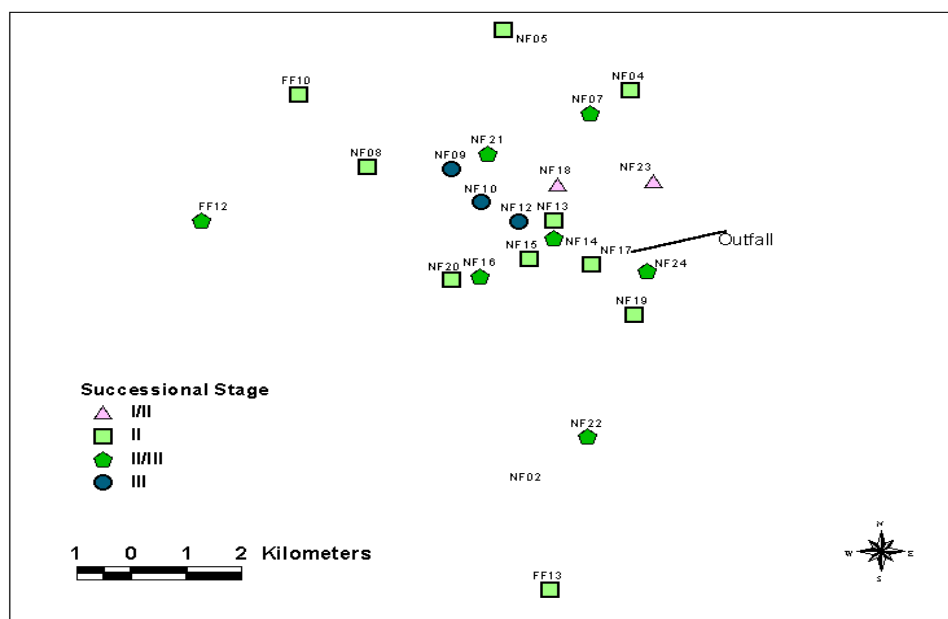 NF05
FF10
NF04
NF07
NF21
NF09
NF08
NF18
NF23
NF10
FF12
NF12
NF13
Outfall
NF14
NF15
NF17
NF16
NF24
NF20
NF19
Successional Stage
I/II
II
II/III
III
NF22
NF02
1 0 1 2 Kilometers
N
W E
S
FF13